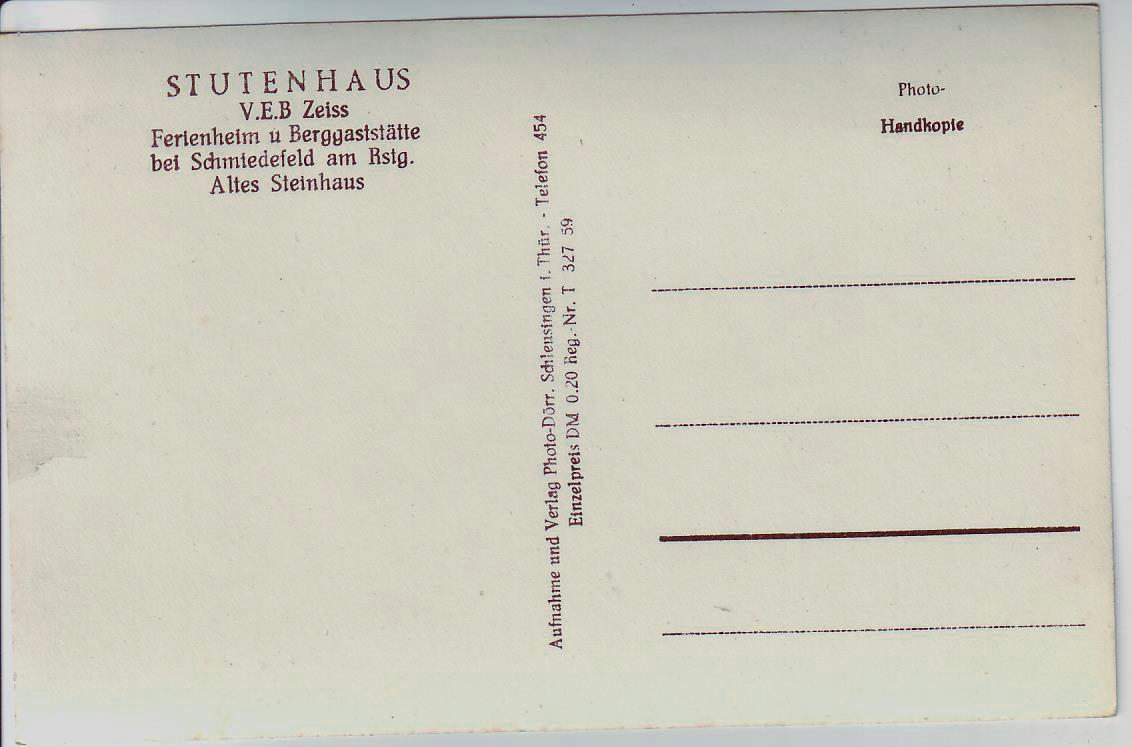 STUTENHAUS
V.E.B Zeiss
Ferienheim u Berggaststätte
bei Schmiedefeld am Rstg.
Altes Steinhaus
Aufnahme und Verlag Photo-Dörr. Schleusingen i. Thür. - Telefon 454
Einzelpreis DM 0.20 Reg.-Nr. T 327 59
Photo-
Handkopie